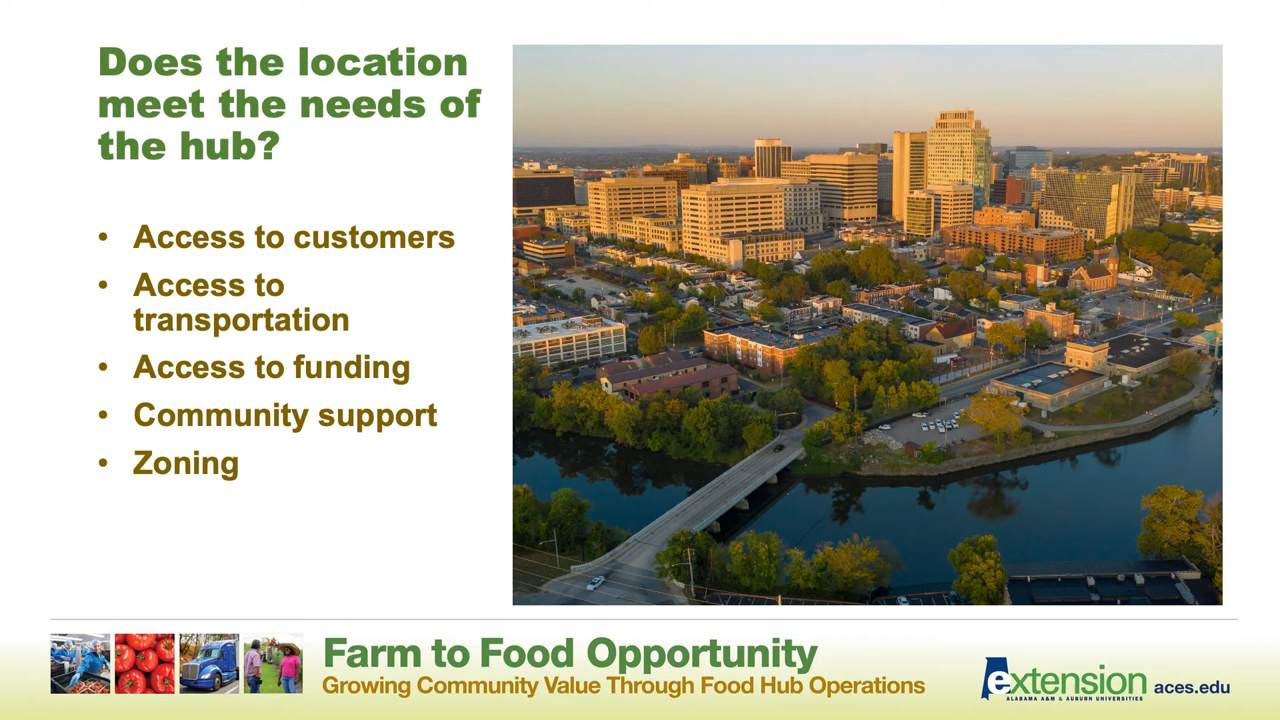 Does the location
meet the needs of
the hub?
• Access to customers
• Access to
transportation
• Access to funding
• Community support
• Zoning
Farm to Food Opportunity
Growing Community Value Through Food Hub Operations
extension
ALABAMA A&M & AUBURN UNIVERSITIES
aces.edu